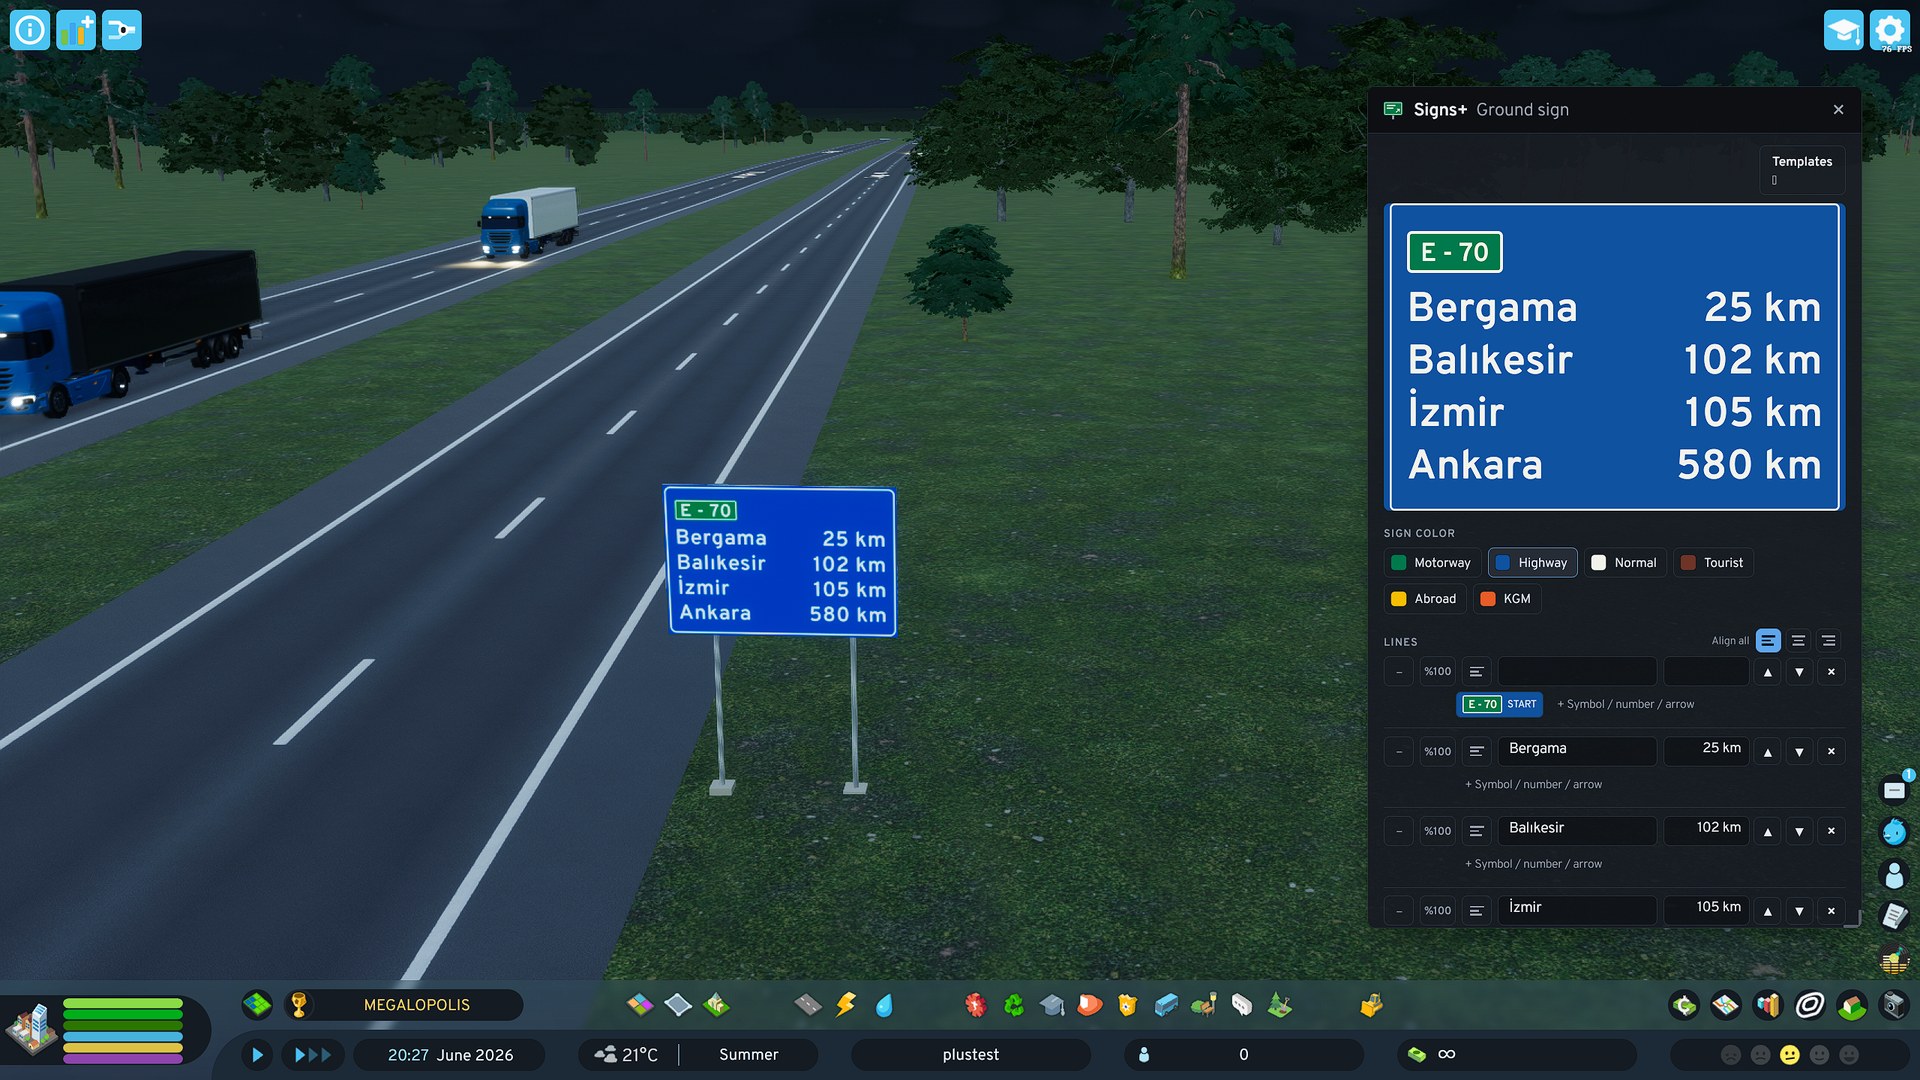 76 FPS
Signs+ Ground sign
Templates
E - 70
Bergama 25 km
Balıkesir 102 km
İzmir 105 km
Ankara 580 km
SIGN COLOR
Motorway Highway Normal Tourist
Abroad KGM
LINES Align all
%100
E - 70 START + Symbol / number / arrow
%100 Bergama 25 km
+ Symbol / number / arrow
%100 Balıkesir 102 km
+ Symbol / number / arrow
%100 İzmir 105 km
E - 70
Bergama 25 km
Balıkesir 102 km
İzmir 105 km
Ankara 580 km
1
MEGALOPOLIS
20:27 June 2026
21°C Summer
plustest
0
∞